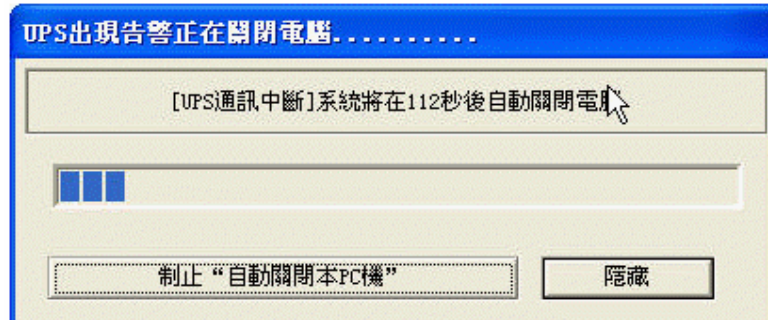 UPS出現告警正在關閉電腦..........
[UPS通訊中斷]系統將在112秒後自動關閉電腦
制止“自動關閉本PC機”
隱藏